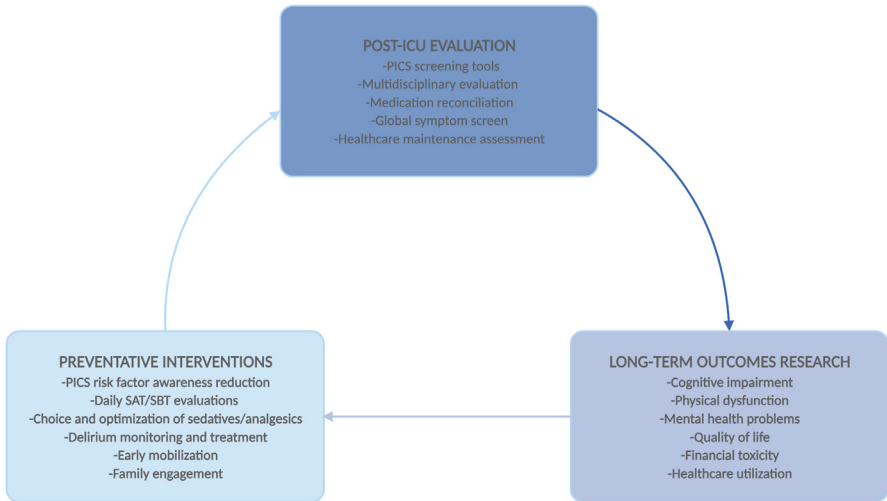 POST-ICU EVALUATION
-PICS screening tools
-Multidisciplinary evaluation
-Medication reconciliation
-Global symptom screen
-Healthcare maintenance assessment
PREVENTATIVE INTERVENTIONS
-PICS risk factor awareness reduction
-Daily SAT/SBT evaluations
-Choice and optimization of sedatives/analgesics
-Delirium monitoring and treatment
-Early mobilization
-Family engagement
LONG-TERM OUTCOMES RESEARCH
-Cognitive impairment
-Physical dysfunction
-Mental health problems
-Quality of life
-Financial toxicity
-Healthcare utilization